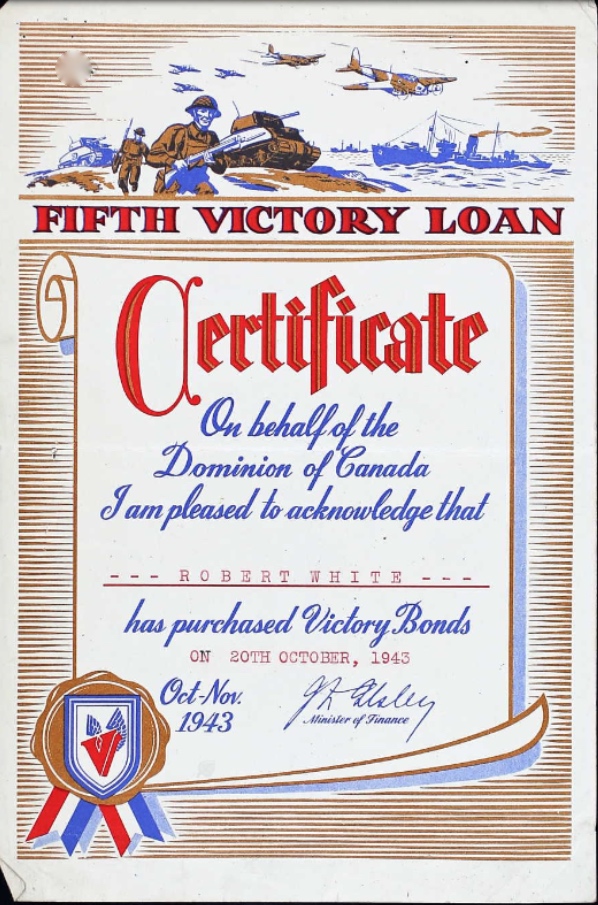 FIFTH VICTORY LOAN
Certificate
On behalf of the
Dominion of Canada
I am pleased to acknowledge that
--- ROBERT WHITE ---
has purchased Victory Bonds
ON 20TH OCTOBER, 1943
Oct-Nov.
1943
J L Ilsley
Minister of Finance
V